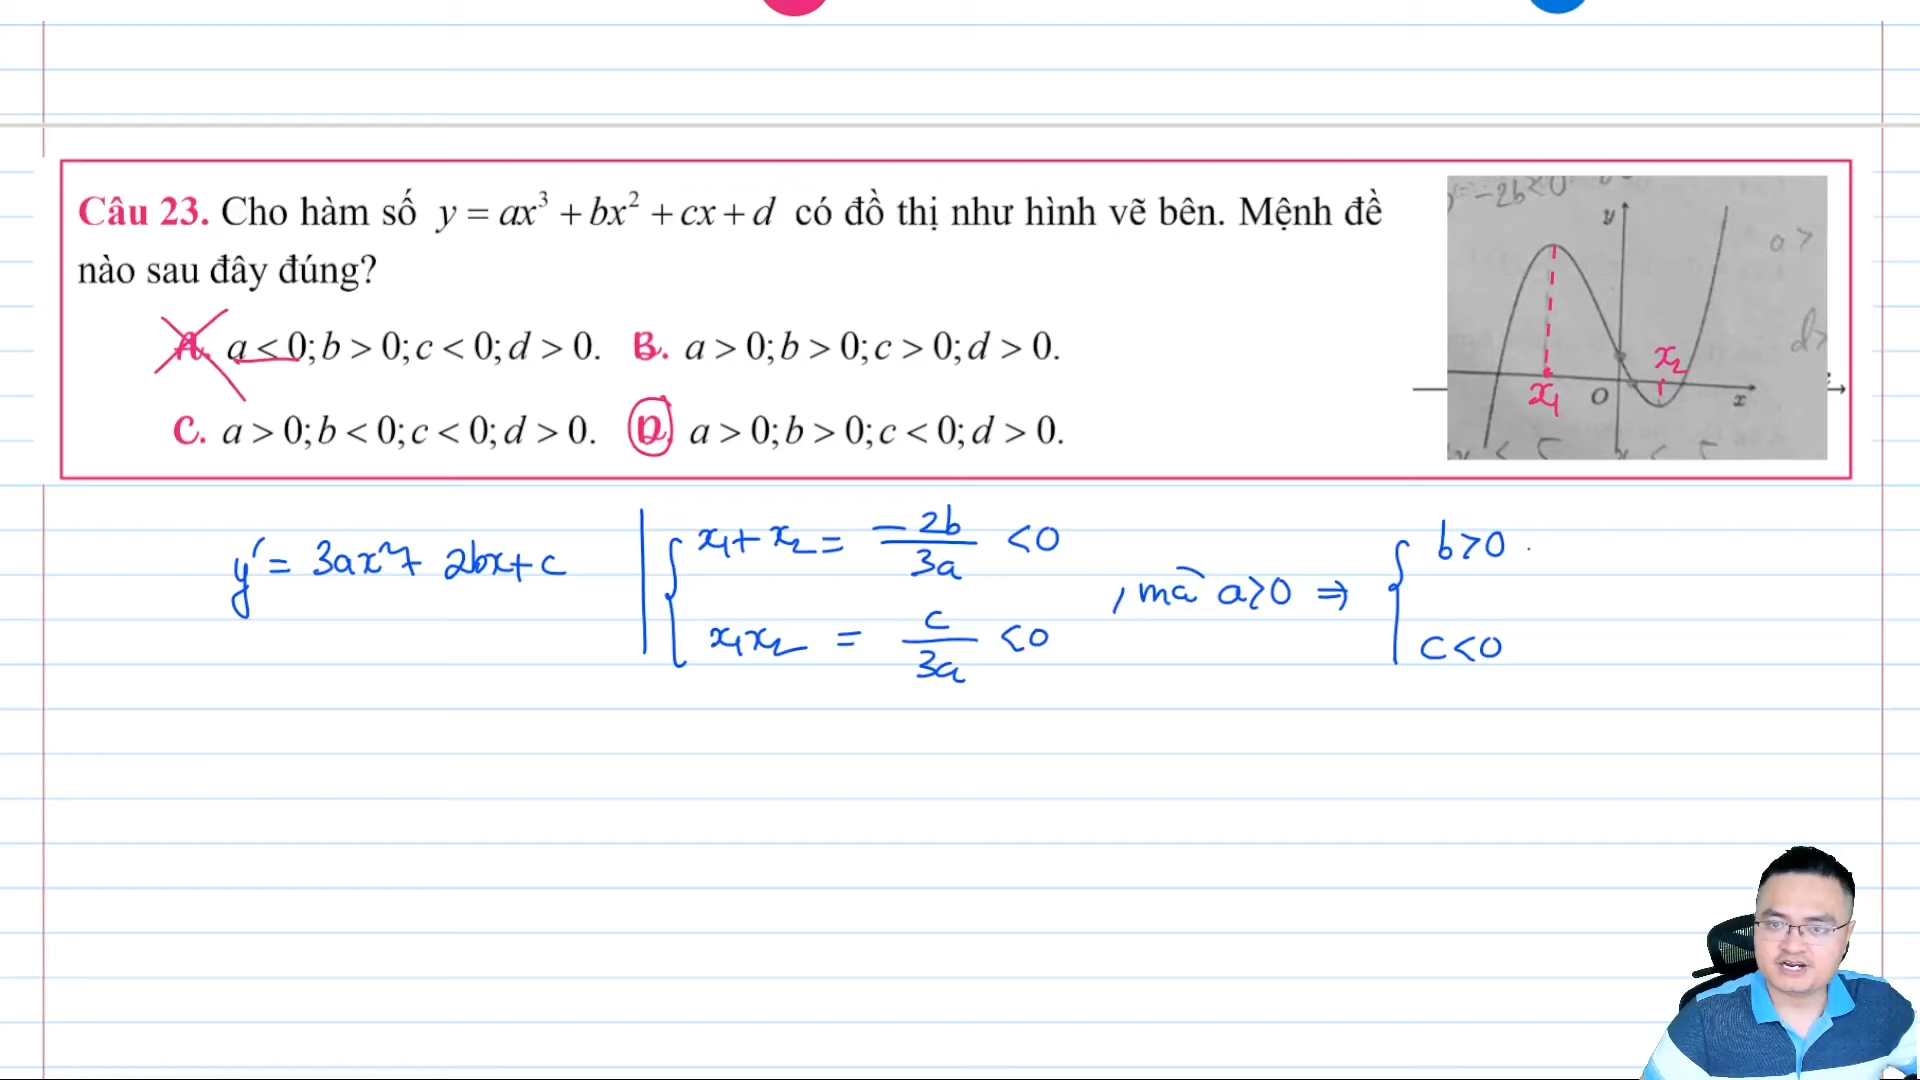 Câu 23. Cho hàm số y = ax³ + bx² + cx + d có đồ thị như hình vẽ bên. Mệnh đề
nào sau đây đúng?
A. a < 0; b > 0; c < 0; d > 0. B. a > 0; b > 0; c > 0; d > 0.
C. a > 0; b < 0; c < 0; d > 0. D. a > 0; b > 0; c < 0; d > 0.
-2b < 0
y
a >
d>
x₂
x₁
O
x
y' = 3ax² + 2bx + c
x₁ + x₂ = -2b/3a < 0
x₁x₂ = c/3a < 0
, mà a > 0 ⇒
b > 0
c < 0